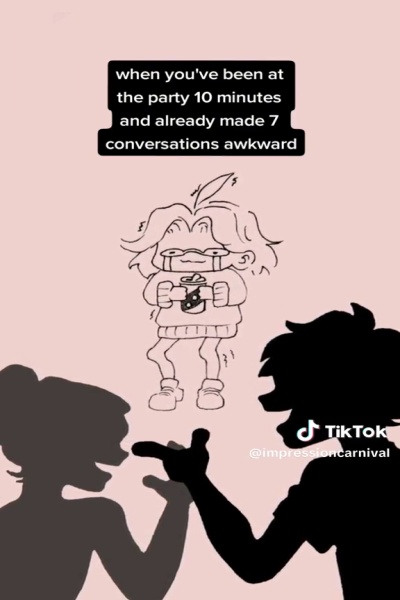 when you've been at
the party 10 minutes
and already made 7
conversations awkward
TikTok
@impressioncarnival